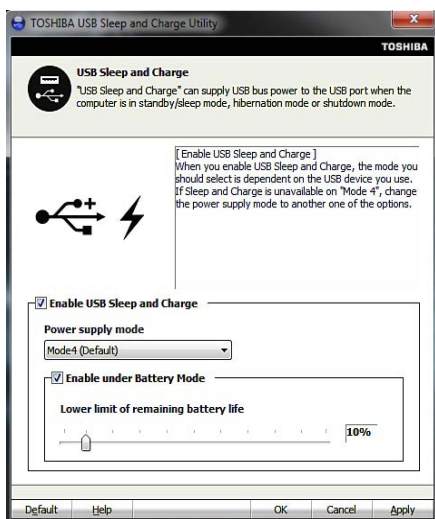 TOSHIBA USB Sleep and Charge Utility
TOSHIBA
USB Sleep and Charge
"USB Sleep and Charge" can supply USB bus power to the USB port when the
computer is in standby/sleep mode, hibernation mode or shutdown
mode.
[ Enable USB Sleep and Charge ]
When you enable USB Sleep and Charge, the mode you
should select is dependent on the USB device you use.
If Sleep and Charge is unavailable on "Mode 4", change
the power supply mode to another one of the options.
Enable USB Sleep and Charge
Power supply mode
Mode4 (Default)
Enable under Battery Mode
Lower limit of remaining battery life
10%
Default Help OK Cancel Apply